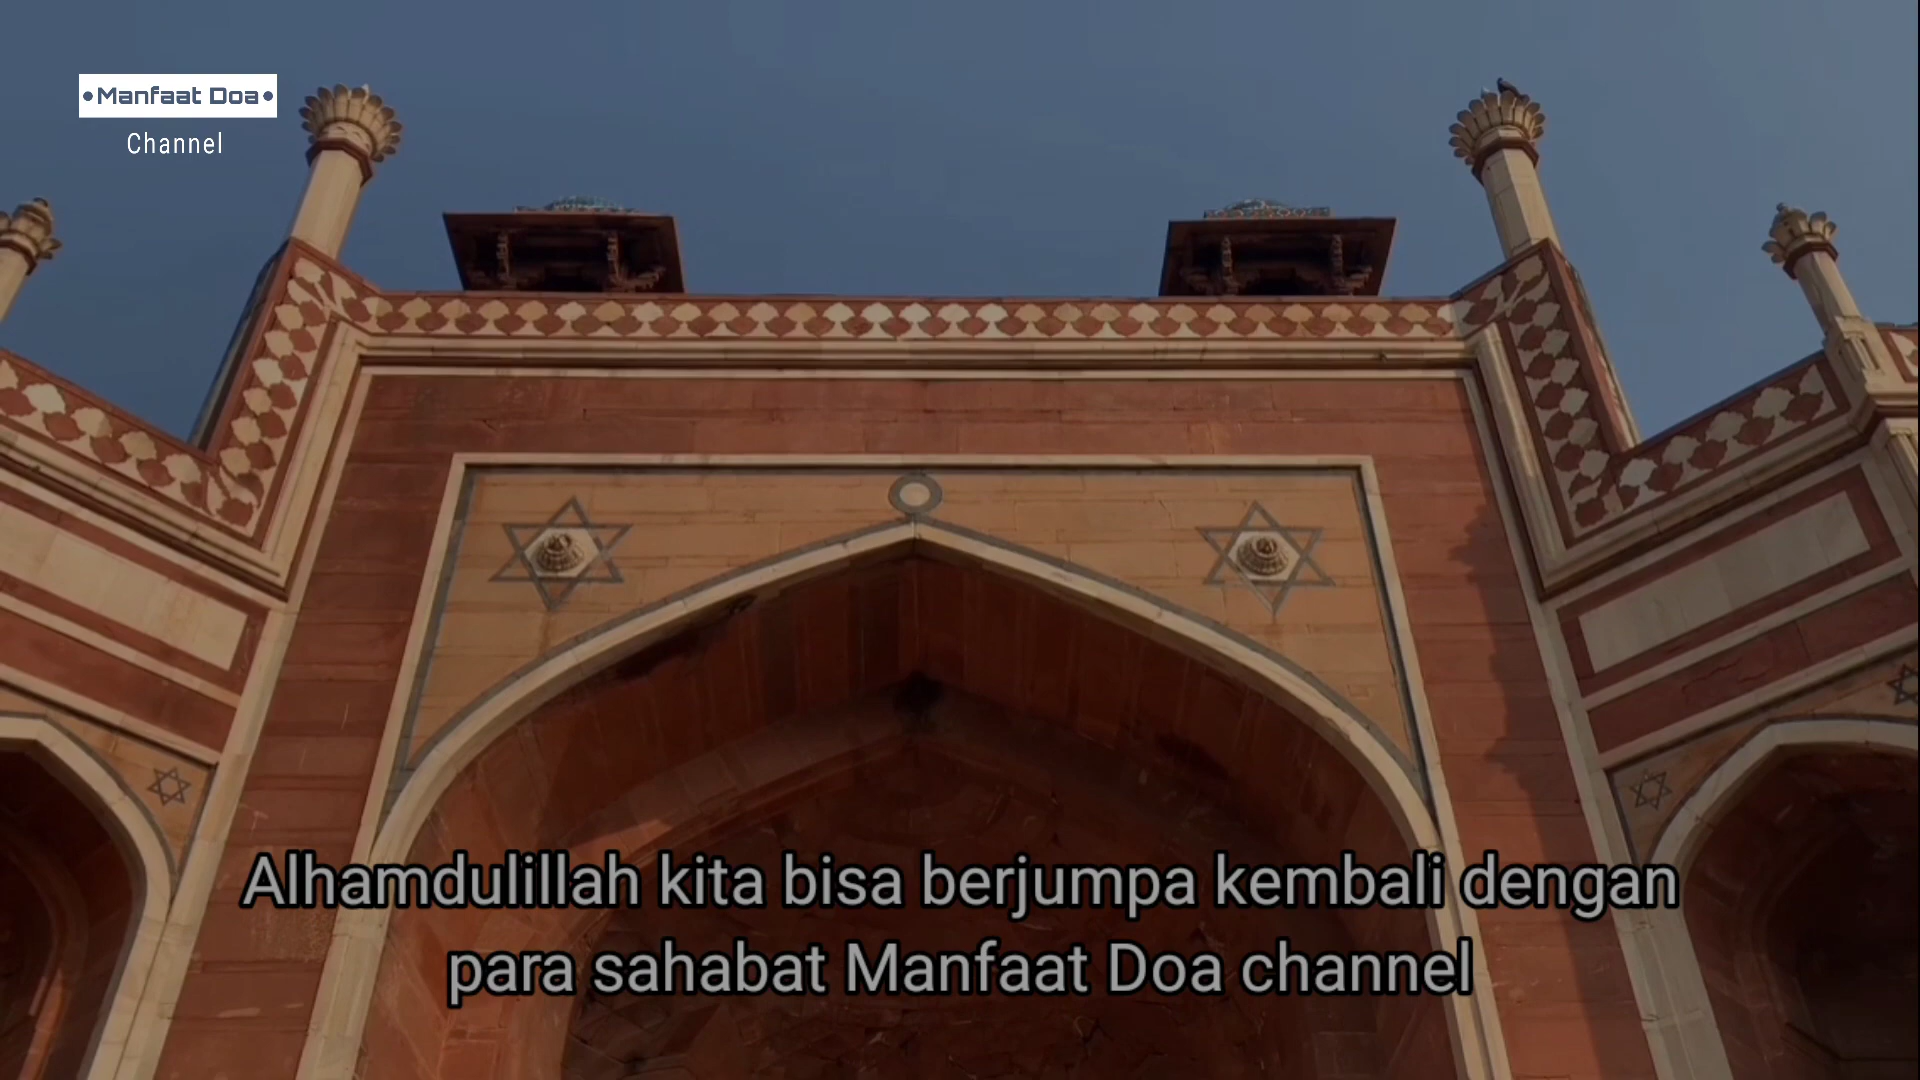 •Manfaat Doa•
Channel
Alhamdulillah kita bisa berjumpa kembali dengan
para sahabat Manfaat Doa channel